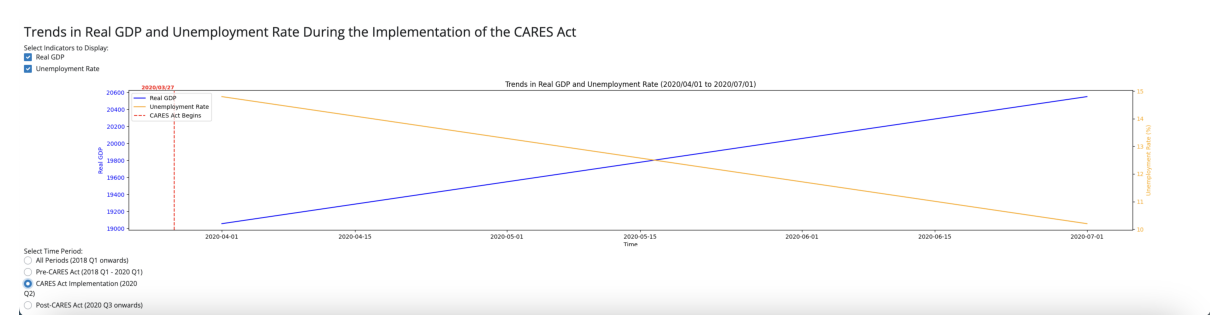 Trends in Real GDP and Unemployment Rate During the Implementation of the CARES Act
Select Indicators to Display:
Real GDP
Unemployment Rate
Trends in Real GDP and Unemployment Rate (2020/04/01 to 2020/07/01)
2020/03/27
Real GDP
Unemployment Rate
CARES Act Begins
20600
20400
20200
20000
19800
19600
19400
19200
19000
Real GDP
15
14
13
12
11
10
Unemployment Rate (%)
2020-04-01
2020-04-15
2020-05-01
2020-05-15
2020-06-01
2020-06-15
2020-07-01
Time
Select Time Period:
All Periods (2018 Q1 onwards)
Pre-CARES Act (2018 Q1 - 2020 Q1)
CARES Act Implementation (2020
Q2)
Post-CARES Act (2020 Q3 onwards)